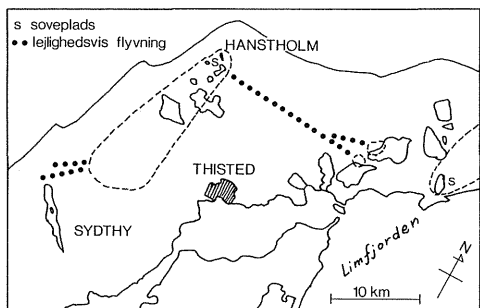 s soveplads
•• lejlighedsvis flyvning
HANSTHOLM
s
THISTED
s
SYDTHY
Limfjorden
N
10 km